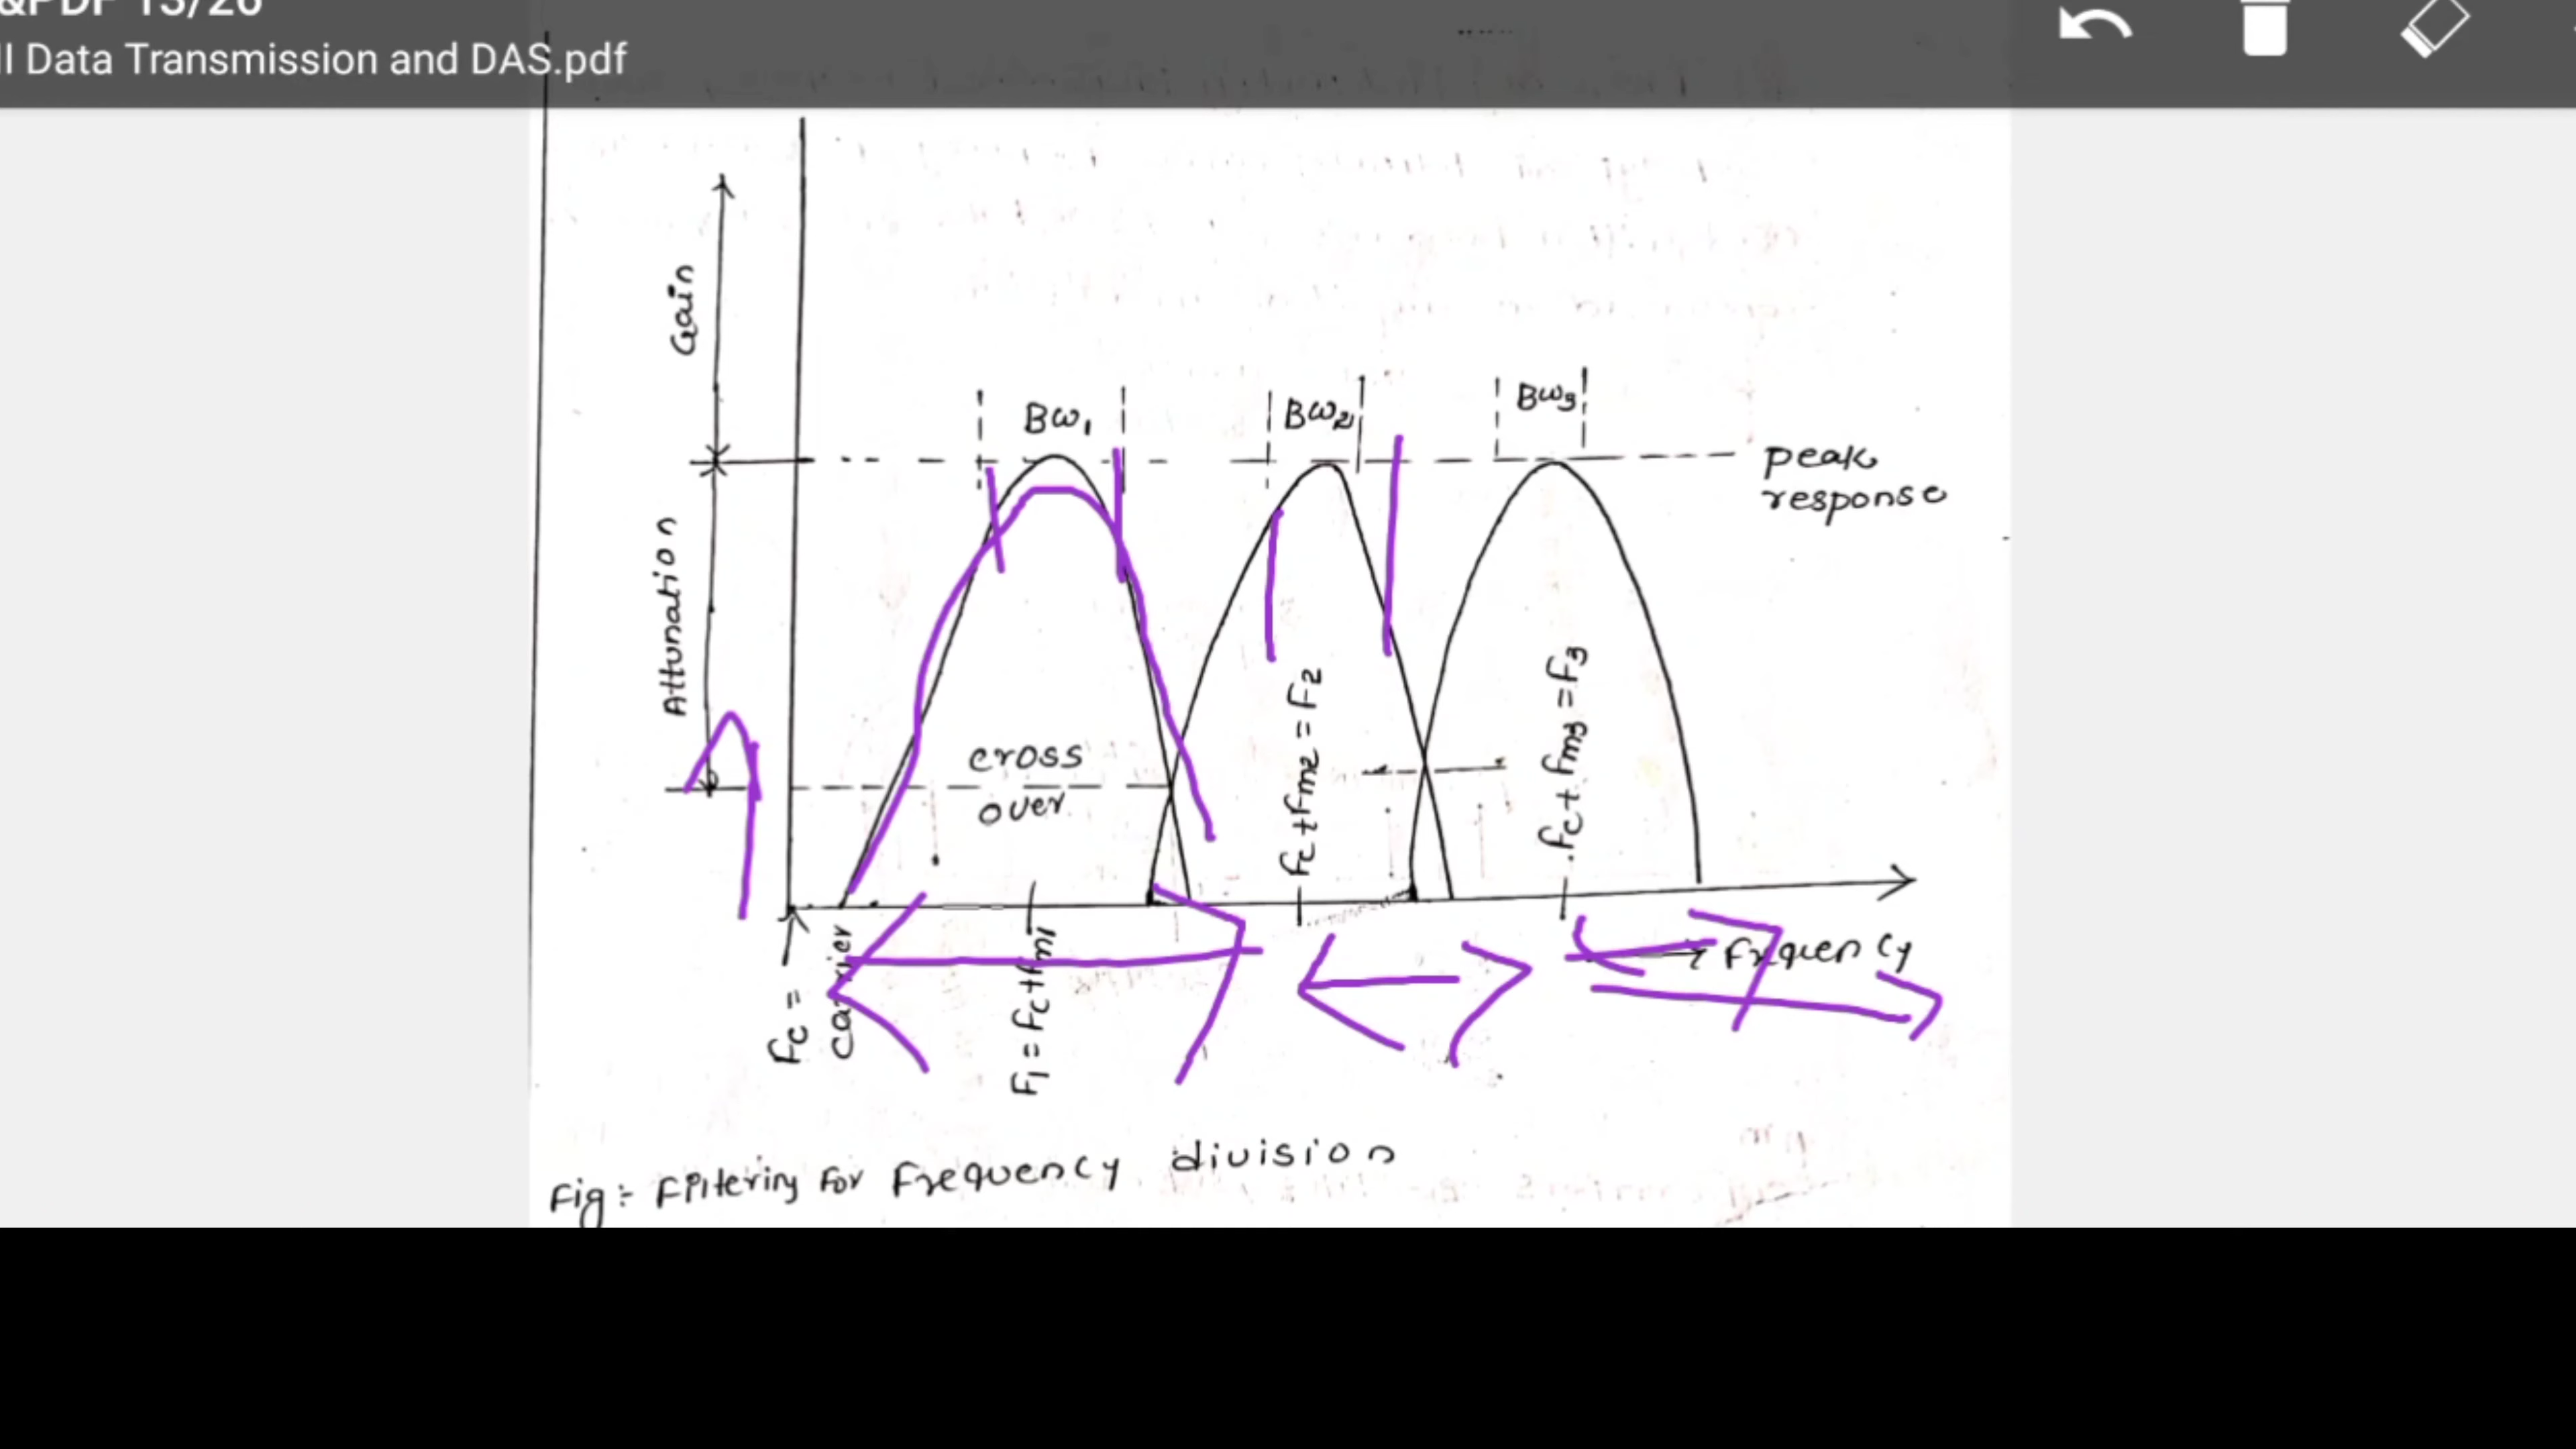 &PDF 13/26
ll Data Transmission and DAS.pdf
Gain
Attunation
Bw1
Bw2
Bw3
peak
response
cross
over
fc =
carrier
F1 = fc + fm1
fc + fm2 = F2
fc + fm3 = F3
→ frequency
Fig :- Filtering For Frequency division